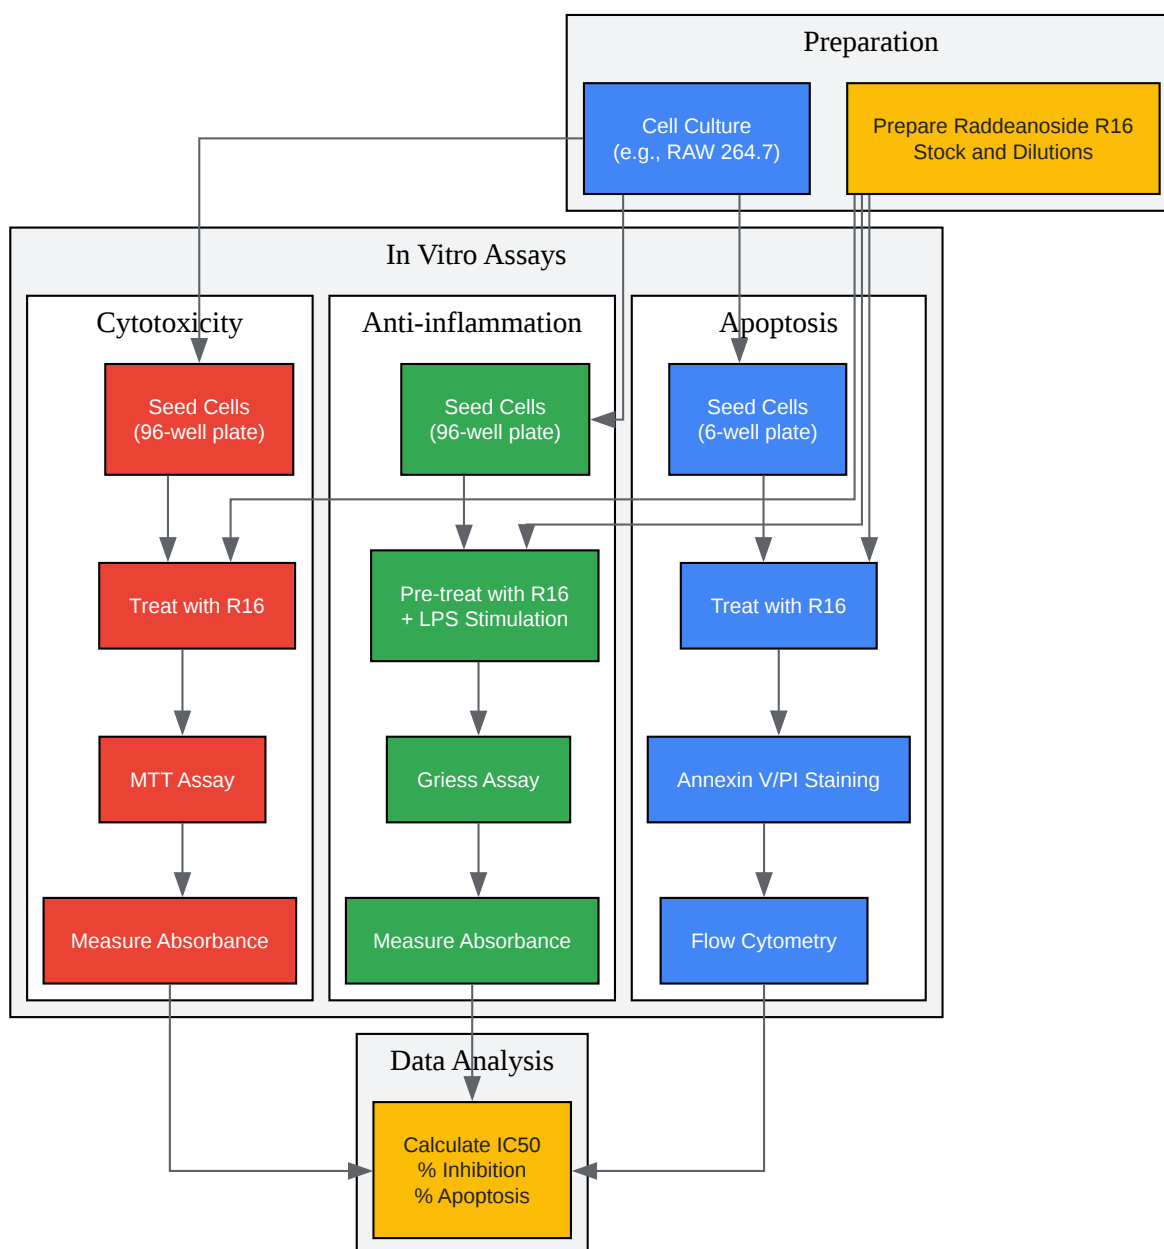 Preparation
Cell Culture
(e.g., RAW 264.7)
Prepare Raddeanoside R16
Stock and Dilutions
In Vitro Assays
Cytotoxicity
Seed Cells
(96-well plate)
Treat with R16
MTT Assay
Measure Absorbance
Anti-inflammation
Seed Cells
(96-well plate)
Pre-treat with R16
+ LPS Stimulation
Griess Assay
Measure Absorbance
Apoptosis
Seed Cells
(6-well plate)
Treat with R16
Annexin V/PI Staining
Flow Cytometry
Data Analysis
Calculate IC50
% Inhibition
% Apoptosis